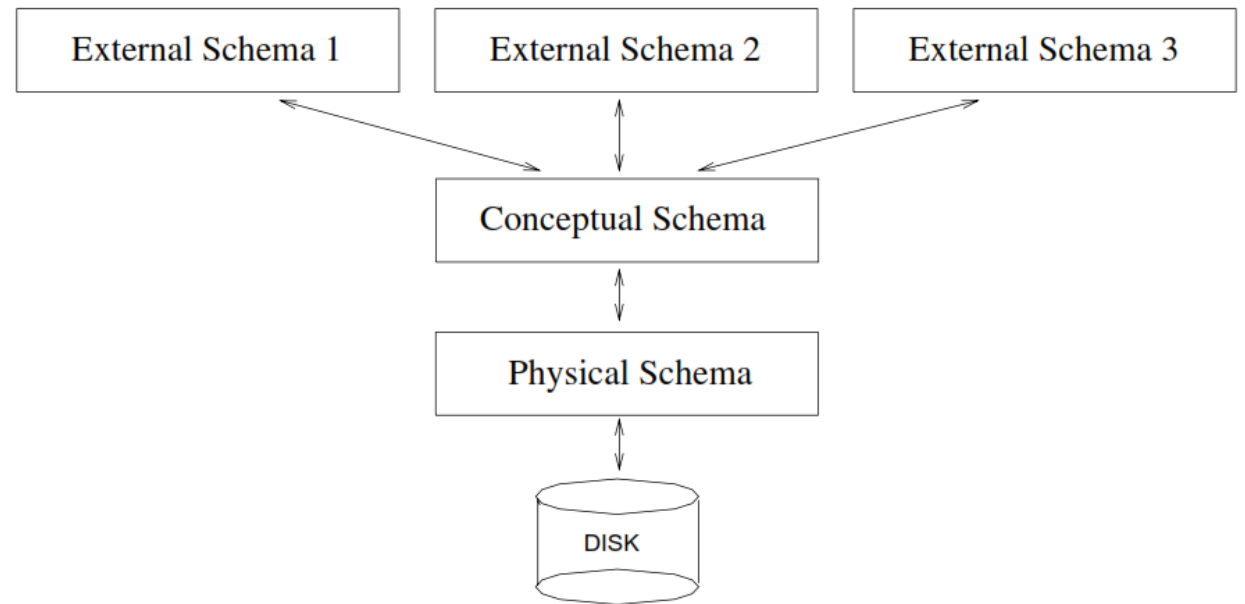 External Schema 1
External Schema 2
External Schema 3
Conceptual Schema
Physical Schema
DISK